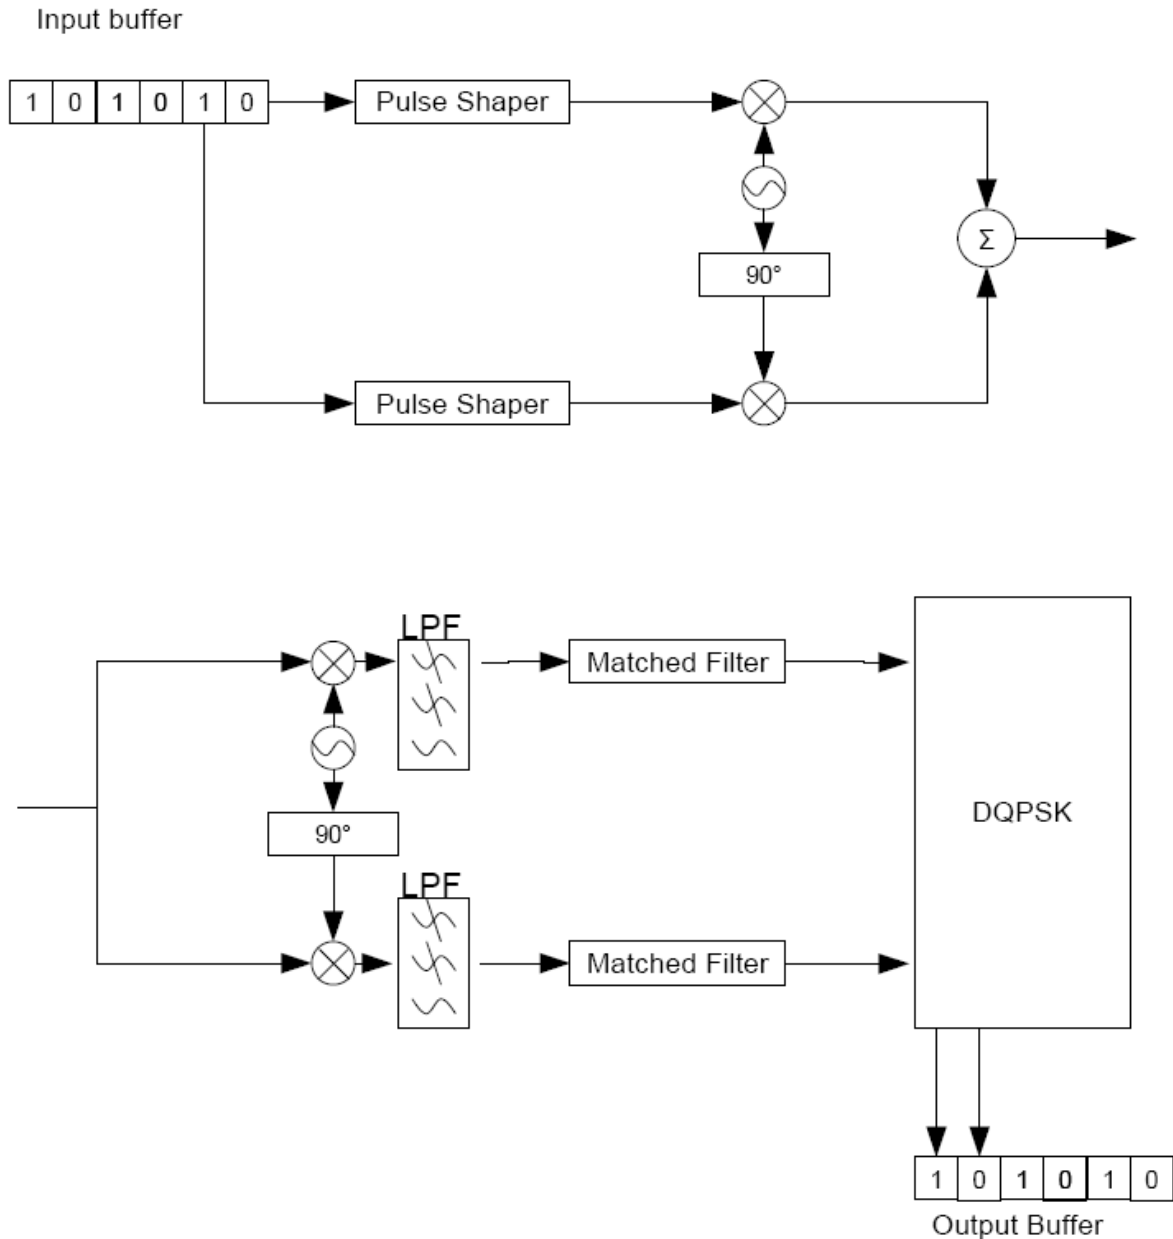 Input buffer
1 0 1 0 1 0
Pulse Shaper
Σ
90°
Pulse Shaper
LPF
Matched Filter
DQPSK
90°
LPF
Matched Filter
1 0 1 0 1 0
Output Buffer